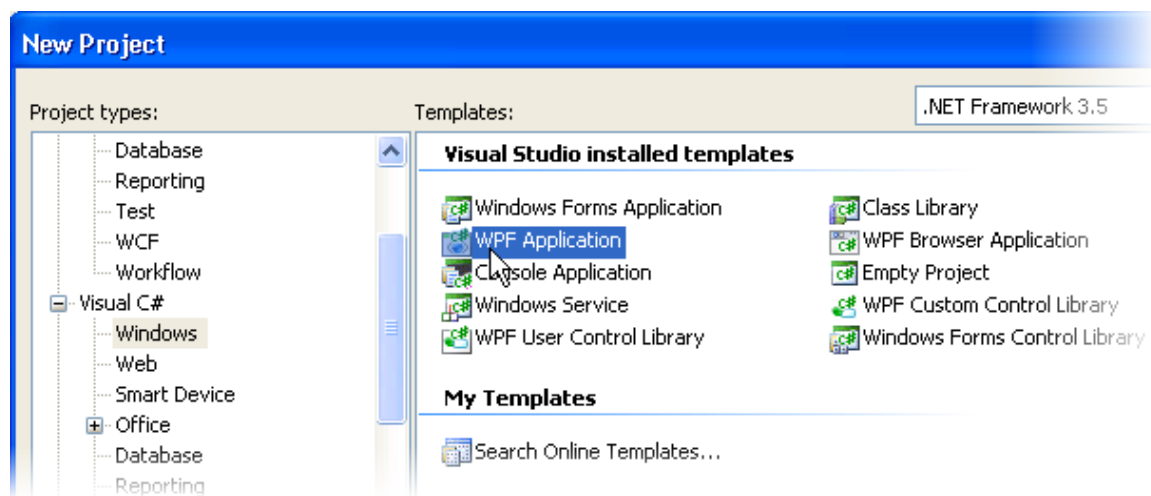 New Project
Project types:
Templates:
.NET Framework 3.5
Database
Reporting
Test
WCF
Workflow
Visual C#
Windows
Web
Smart Device
Office
Database
Reporting
Visual Studio installed templates
Windows Forms Application
Class Library
WPF Application
WPF Browser Application
Console Application
Empty Project
Windows Service
WPF Custom Control Library
WPF User Control Library
Windows Forms Control Library
My Templates
Search Online Templates...